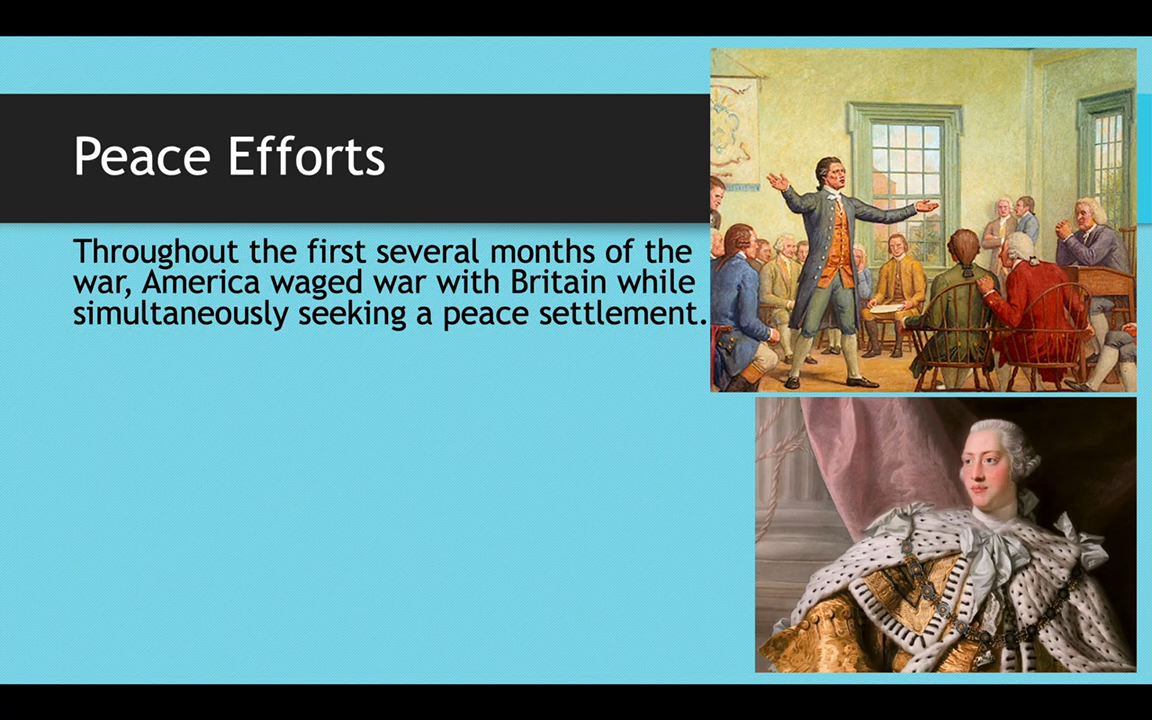 Peace Efforts
Throughout the first several months of the
war, America waged war with Britain while
simultaneously seeking a peace settlement.